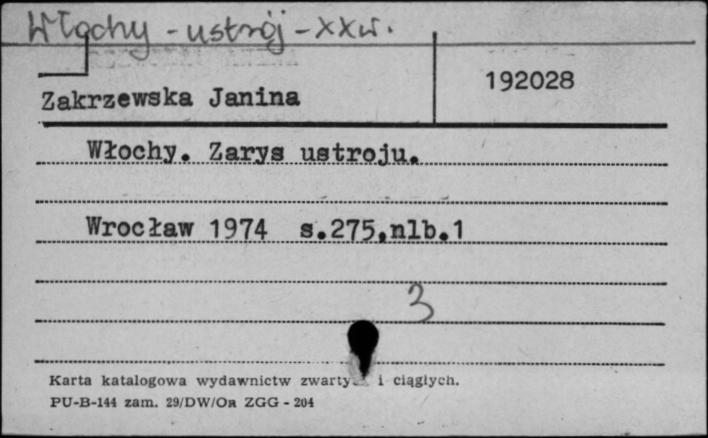 Włochy - ustrój - XXw.
192028
Zakrzewska Janina
Włochy. Zarys ustroju.
Wrocław 1974 s.275,nlb.1
3
Karta katalogowa wydawnictw zwarty i ciągłych.
PU-B-144 zam. 29/DW/OR ZGG - 204